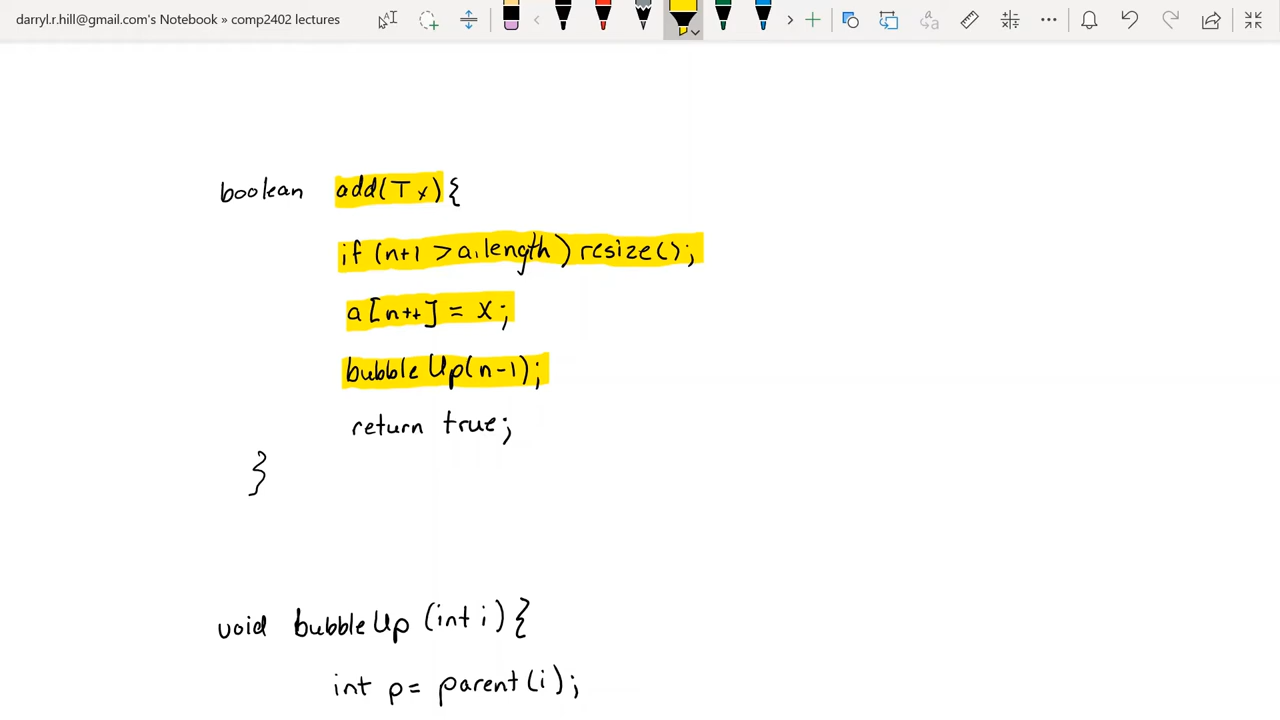 darryl.r.hill@gmail.com's Notebook » comp2402 lectures
boolean add(T x){
if (n+1 > a.length) resize();
a[n++] = x;
bubbleUp(n-1);
return true;
}
void bubbleUp (int i){
int p= parent(i);